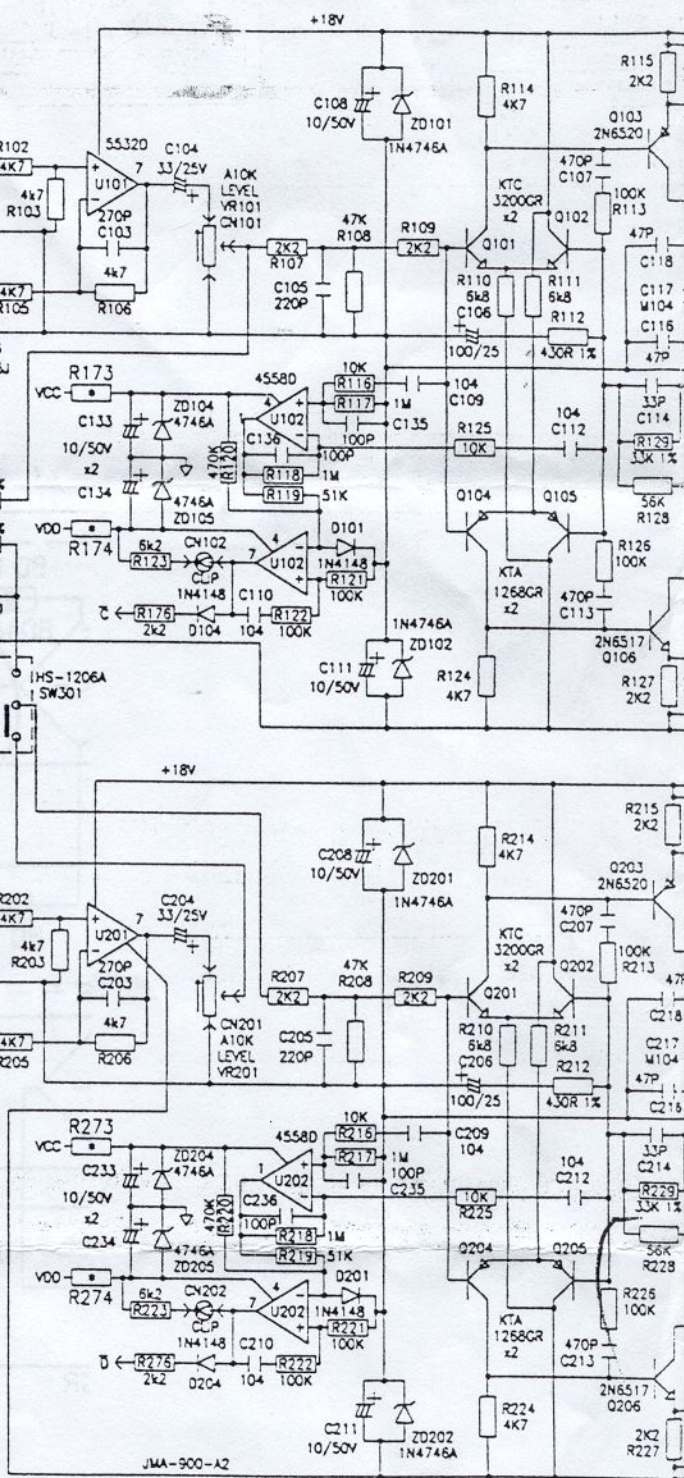 +18V
R115
2K2
R114
4K7
C108
10/50V
ZD101
1N4746A
Q103
2N6520
R102
4K7
5532D
7
C104
33/25V
U101
4k7
R103
270P
C103
4k7
R106
4K7
R105
A10K
LEVEL
VR101
CN101
470P
C107
KTC
3200GR
x2
100K
R113
47K
R108
R109
2K2
2K2
R107
Q101
Q102
47P
C118
C105
220P
R110
6k8
R111
6k8
C106
100/25
R112
430R 1%
C117
M104
C116
47P
R173
VCC
4558D
4
10K
R116
R117
1M
104
C109
C135
100P
33P
C114
R129
33K 1%
56K
R128
C133
10/50V
x2
C134
ZD104
4746A
4746A
ZD105
U102
1
470K
R120
C136
100P
R118
1M
R119
51K
R125
10K
104
C112
VDD
R174
6k2
R123
CN102
CLIP
1N4148
7
4
U102
D101
1N4148
R121
100K
Q104
Q105
R126
100K
C
R176
2k2
D104
C110
104
R122
100K
KTA
1268GR
x2
470P
C113
HS-1206A
SW301
C111
10/50V
1N4746A
ZD102
R124
4K7
2N6517
Q106
R127
2K2
+18V
R215
2K2
R214
4K7
C208
10/50V
ZD201
1N4746A
Q203
2N6520
R202
4K7
7
C204
33/25V
U201
4k7
R203
270P
C203
4k7
R206
4K7
R205
CN201
A10K
LEVEL
VR201
470P
C207
KTC
3200GR
x2
100K
R213
R207
2K2
47K
R208
R209
2K2
Q201
Q202
47P
C218
C205
220P
R210
6k8
R211
6k8
C206
100/25
R212
430R 1%
C217
M104
47P
C216
R273
VCC
4558D
10K
R216
R217
1M
100P
C235
C209
104
33P
C214
R229
33K 1%
56K
R228
C233
10/50V
x2
C234
ZD204
4746A
4746A
ZD205
1
U202
470K
R220
C236
100P
R218
1M
R219
51K
10K
R225
104
C212
VDD
R274
6k2
R223
CN202
CLIP
1N4148
7
4
U202
D201
1N4148
R221
100K
Q204
Q205
R226
100K
D
R276
2k2
D204
C210
104
R222
100K
KTA
1268GR
x2
470P
C213
C211
10/50V
ZD202
1N4746A
R224
4K7
2N6517
Q206
2K2
R227
JMA-900-A2